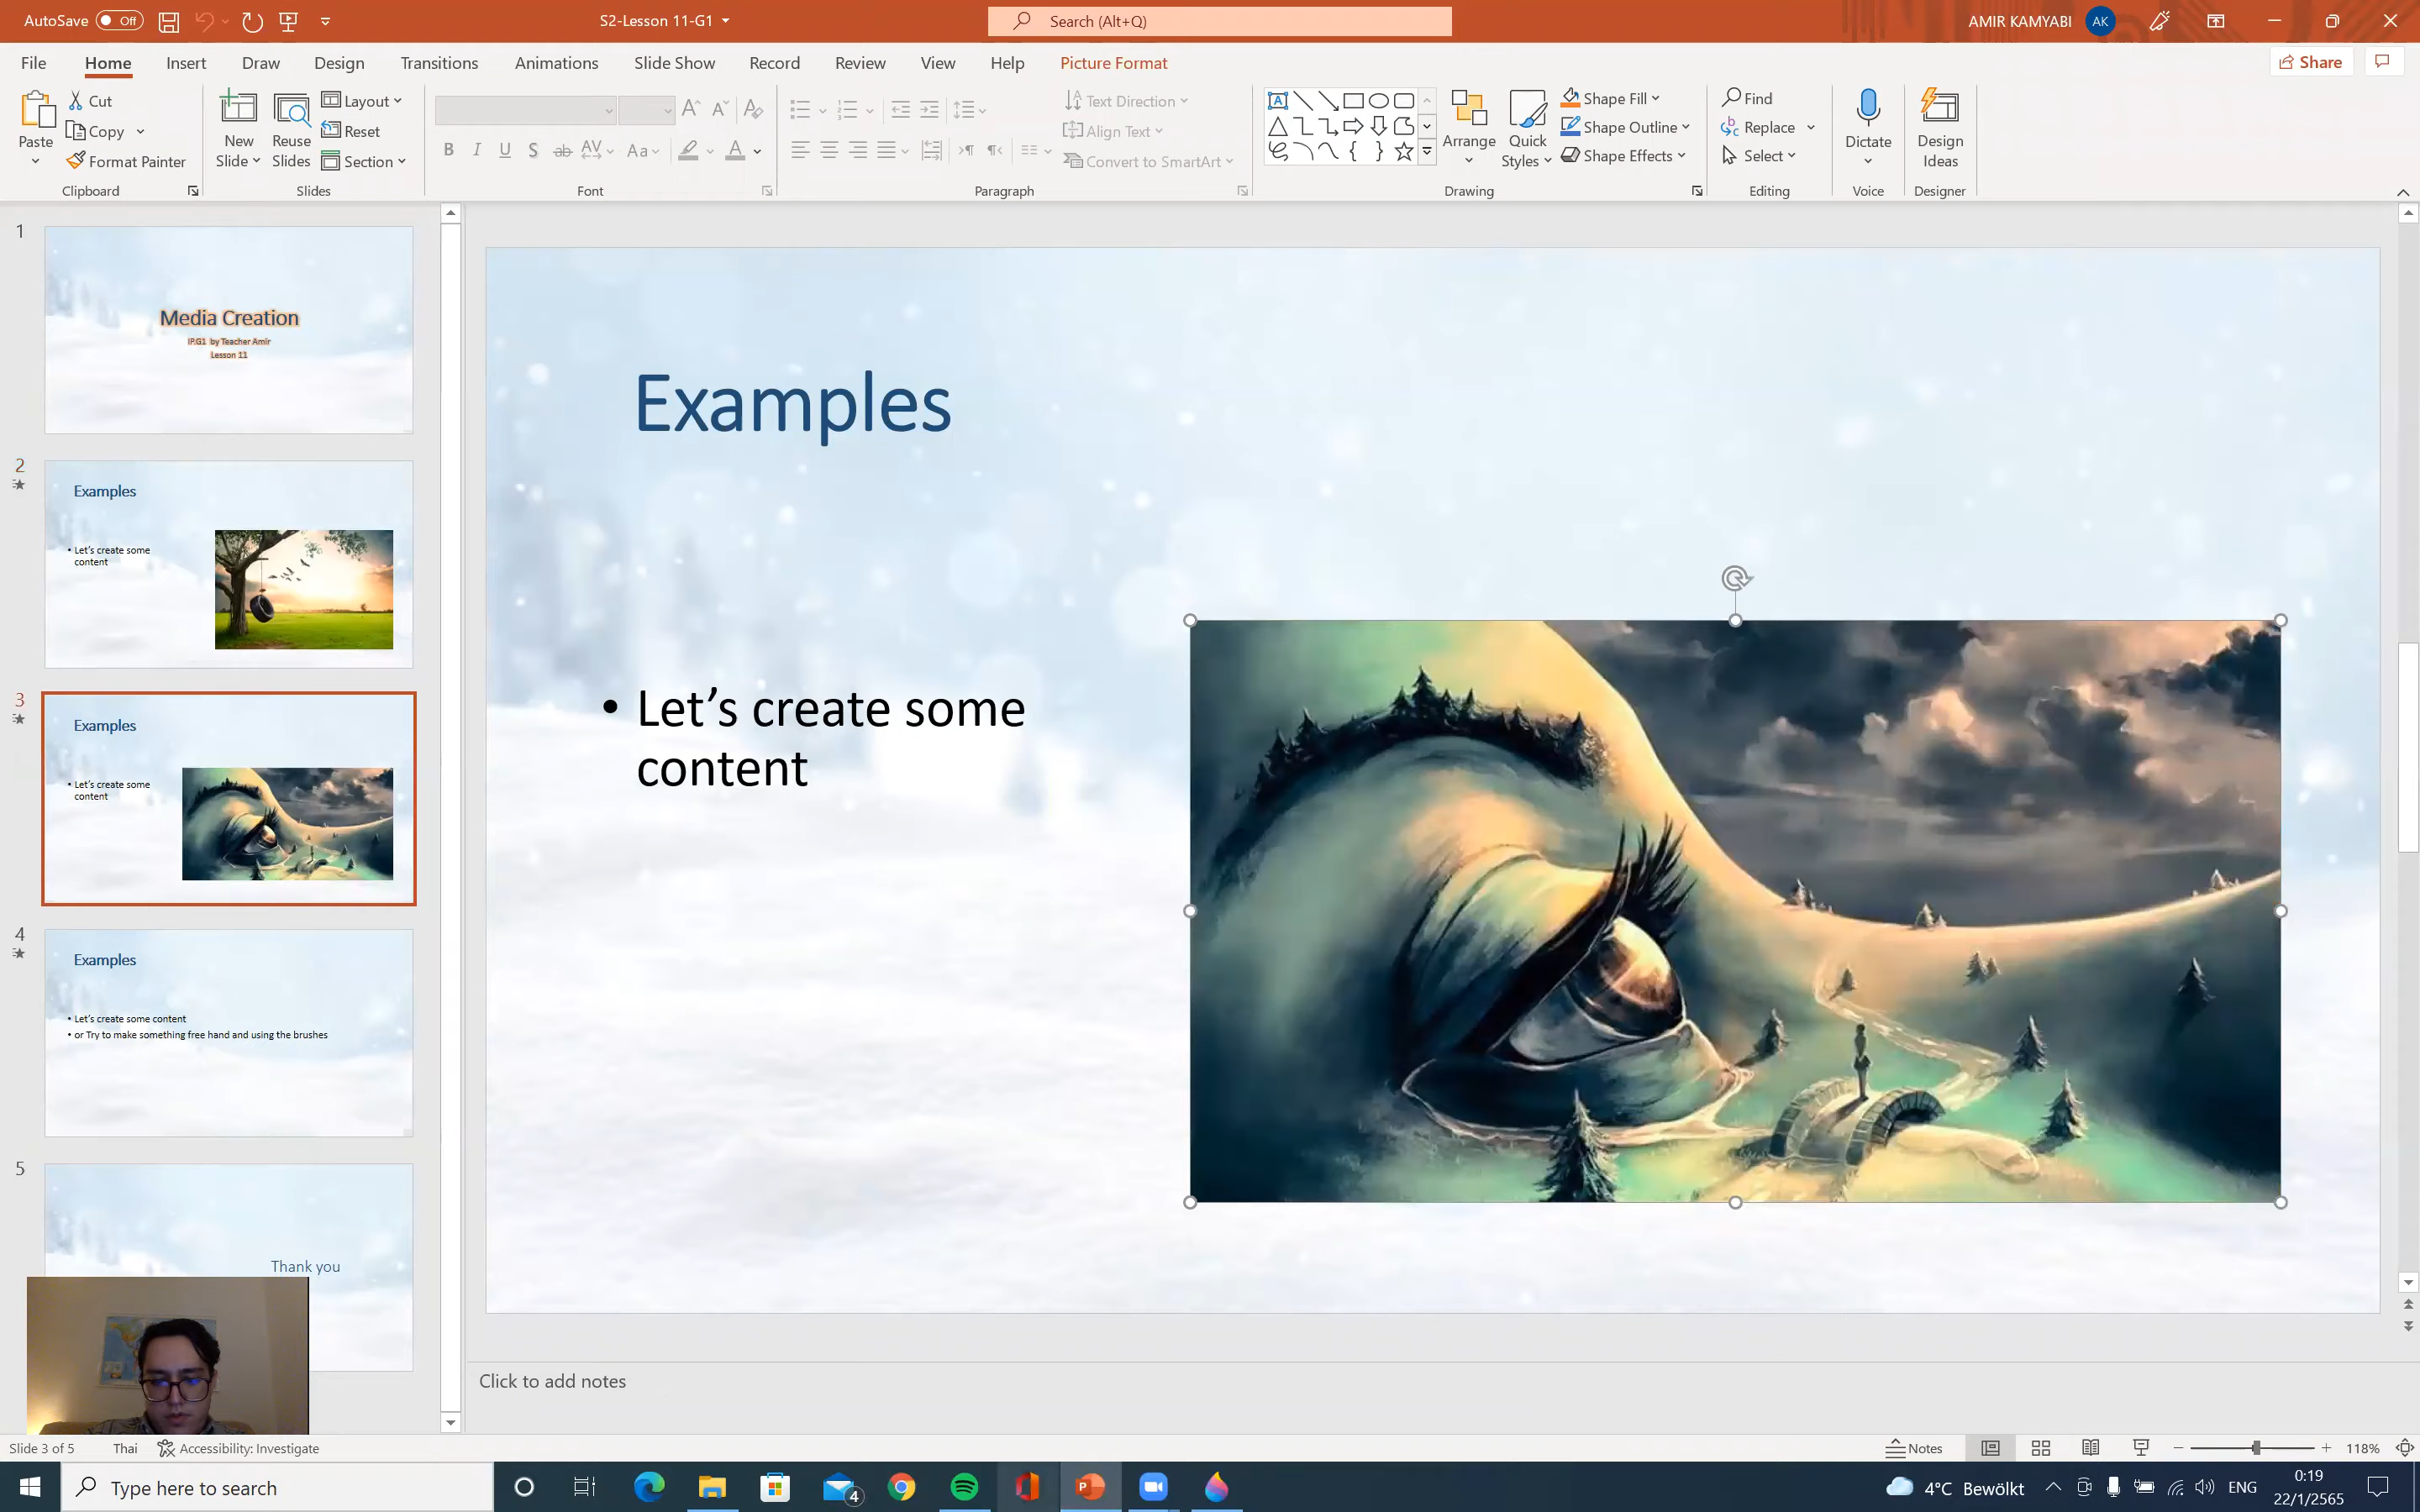 AutoSave Off
S2-Lesson 11-G1
Search (Alt+Q)
AMIR KAMYABI AK
File Home Insert Draw Design Transitions Animations Slide Show Record Review View Help Picture Format
Share
Paste
Cut
Copy
Format Painter
Clipboard
New Slide
Reuse Slides
Layout
Reset
Section
Slides
Font
Text Direction
Align Text
Convert to SmartArt
Paragraph
Arrange
Quick Styles
Shape Fill
Shape Outline
Shape Effects
Drawing
Find
Replace
Select
Editing
Dictate
Voice
Design Ideas
Designer
1
Media Creation
IP.G1 by Teacher Amir
Lesson 11
2
Examples
• Let's create some
content
3
Examples
• Let's create some
content
4
Examples
• Let's create some content
• or Try to make something free hand and using the brushes
5
Thank you
Examples
• Let’s create some
content
Click to add notes
Slide 3 of 5 Thai Accessibility: Investigate
Notes
118%
Type here to search
4
4°C Bewölkt
ENG
0:19
22/1/2565